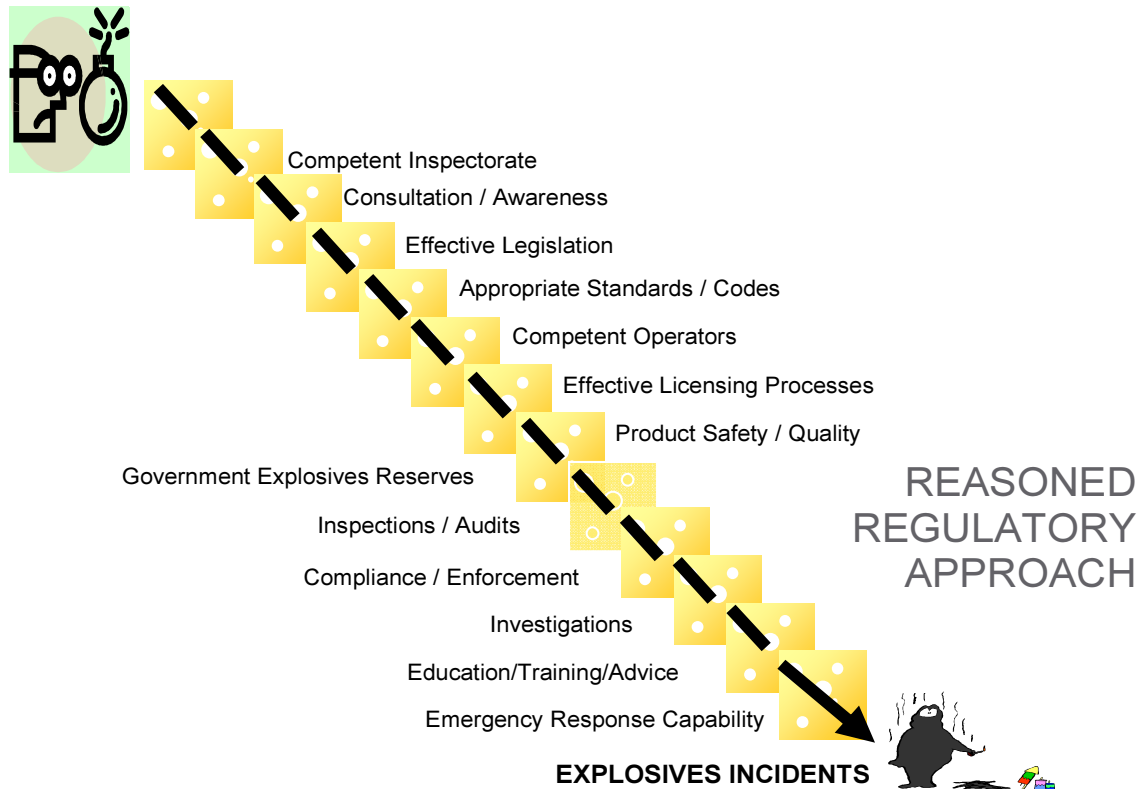 Competent Inspectorate
Consultation / Awareness
Effective Legislation
Appropriate Standards / Codes
Competent Operators
Effective Licensing Processes
Product Safety / Quality
Government Explosives Reserves
Inspections / Audits
Compliance / Enforcement
Investigations
Education/Training/Advice
Emergency Response Capability
EXPLOSIVES INCIDENTS
REASONED
REGULATORY
APPROACH